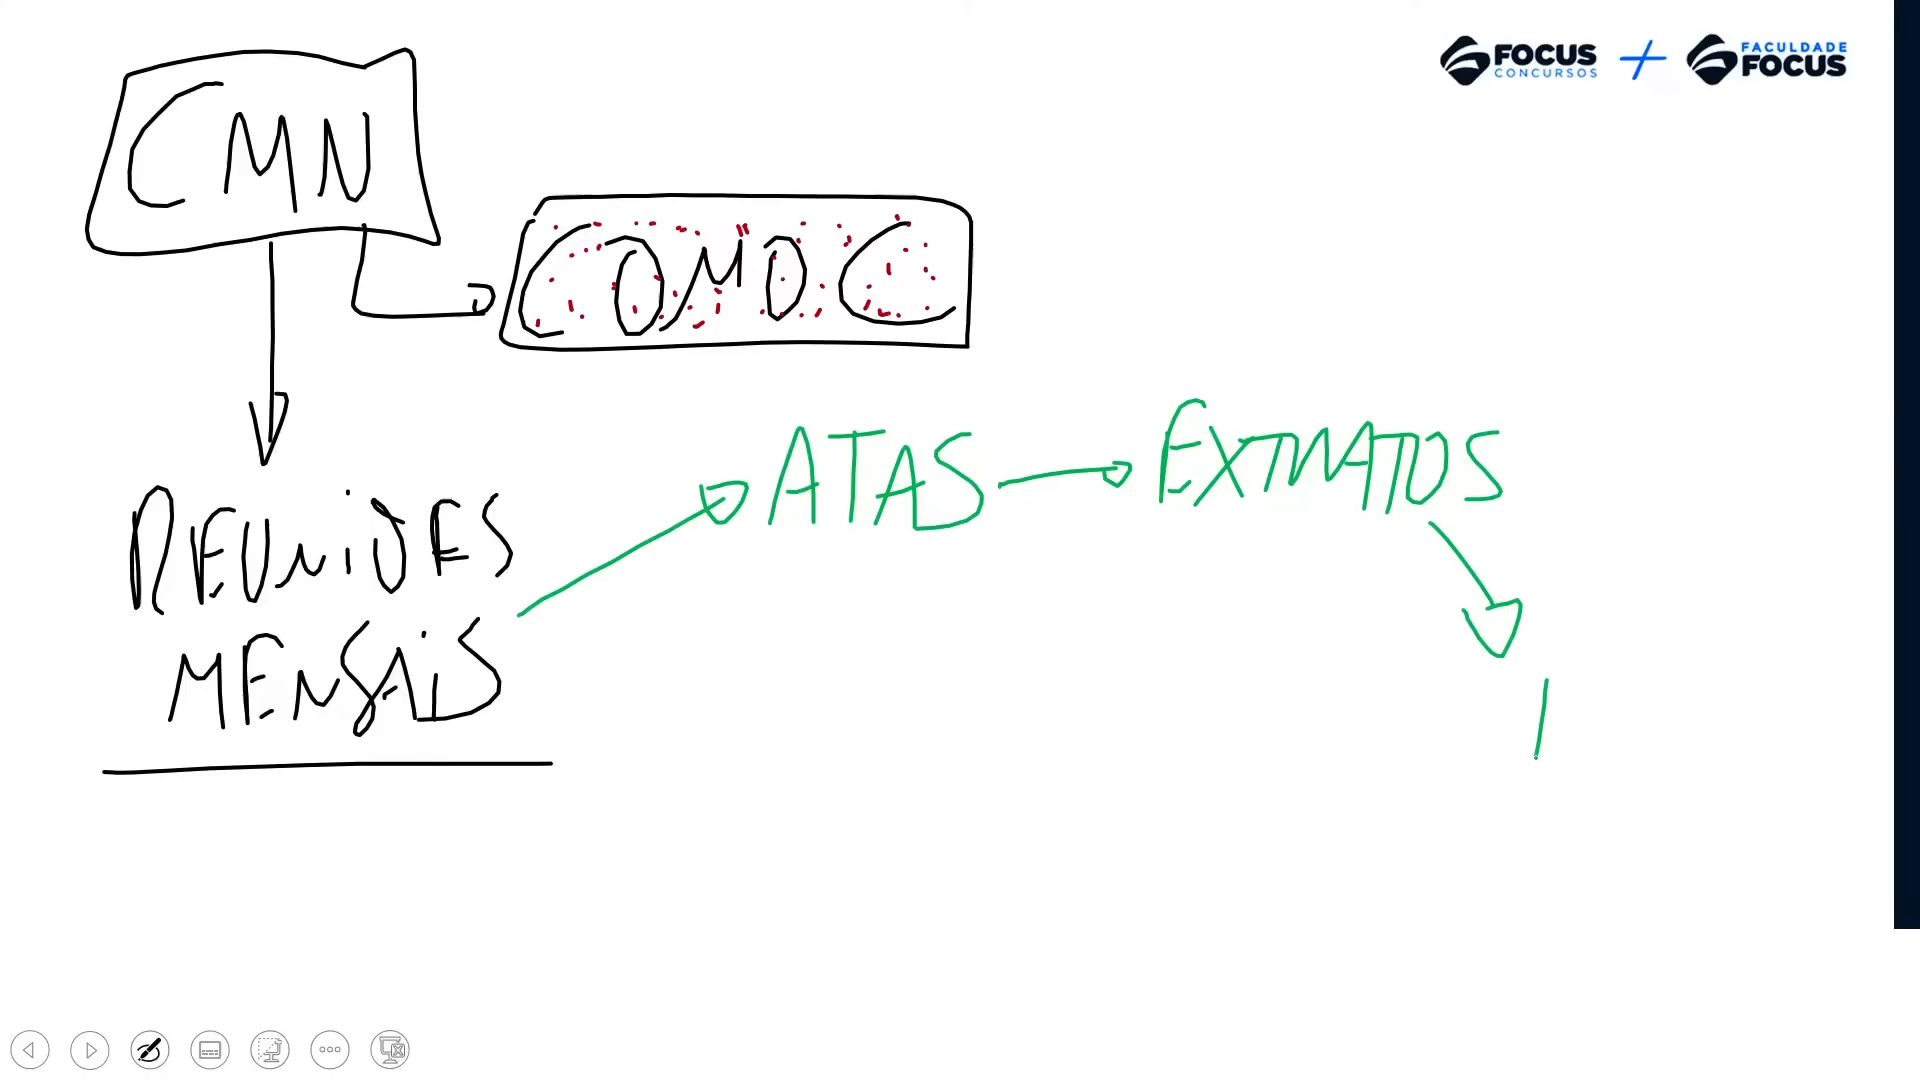 FOCUS
CONCURSOS
FACULDADE
FOCUS
CMN
COMOC
ATAS
EXTRATOS
REUNIÕES
MENSAIS